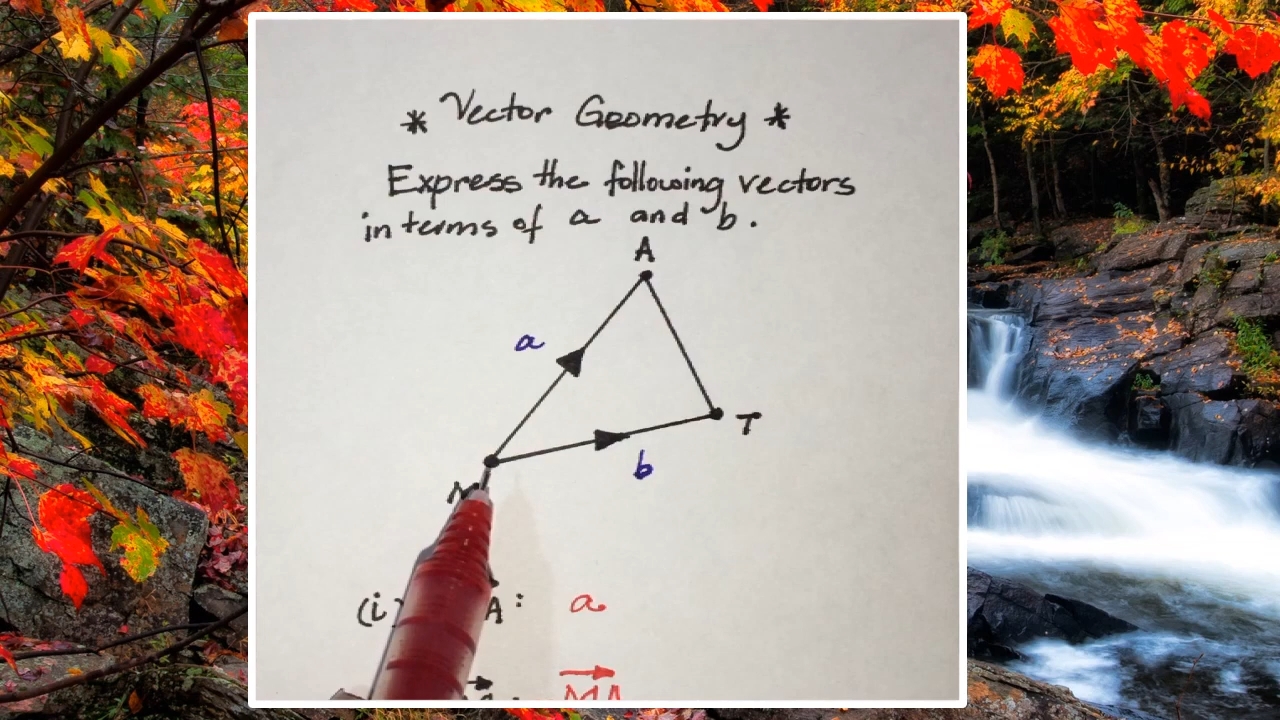 * Vector Geometry *
Express the following vectors
in terms of a and b.
A
a
T
b
(i) A: a